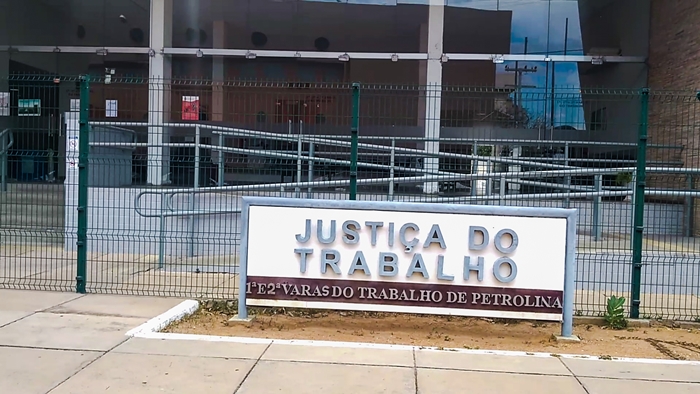 JUSTIÇA DO
TRABALHO
1ª E 2ª VARAS DO TRABALHO DE PETROLINA